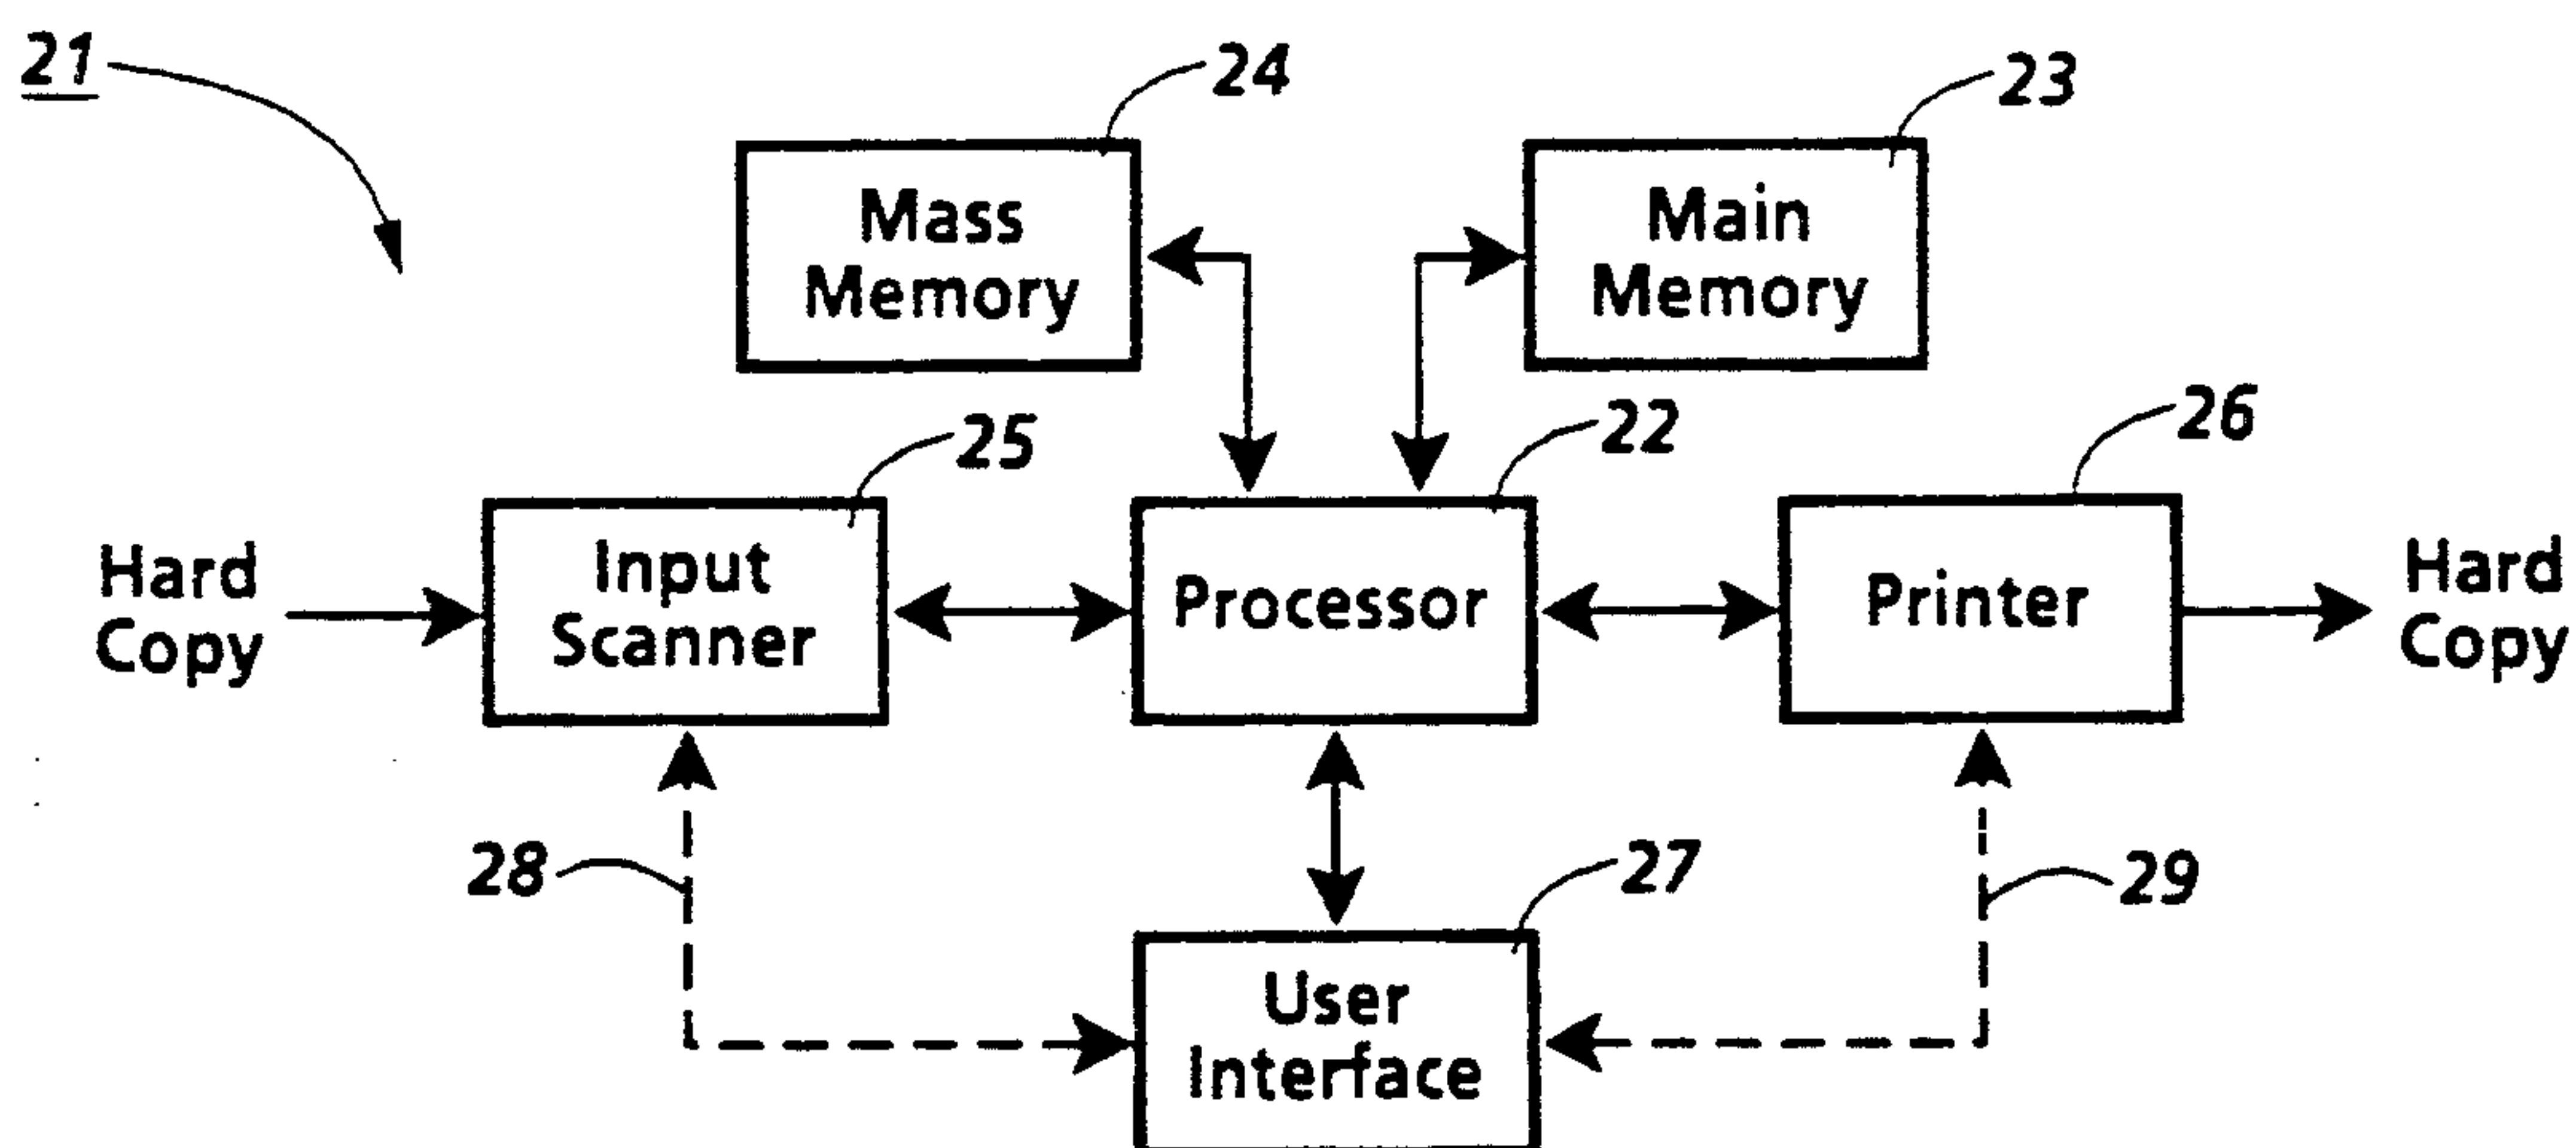 21
24
23
Mass
Memory
Main
Memory
25
22
26
Hard
Copy
Input
Scanner
Processor
Printer
Hard
Copy
28
27
29
User
Interface